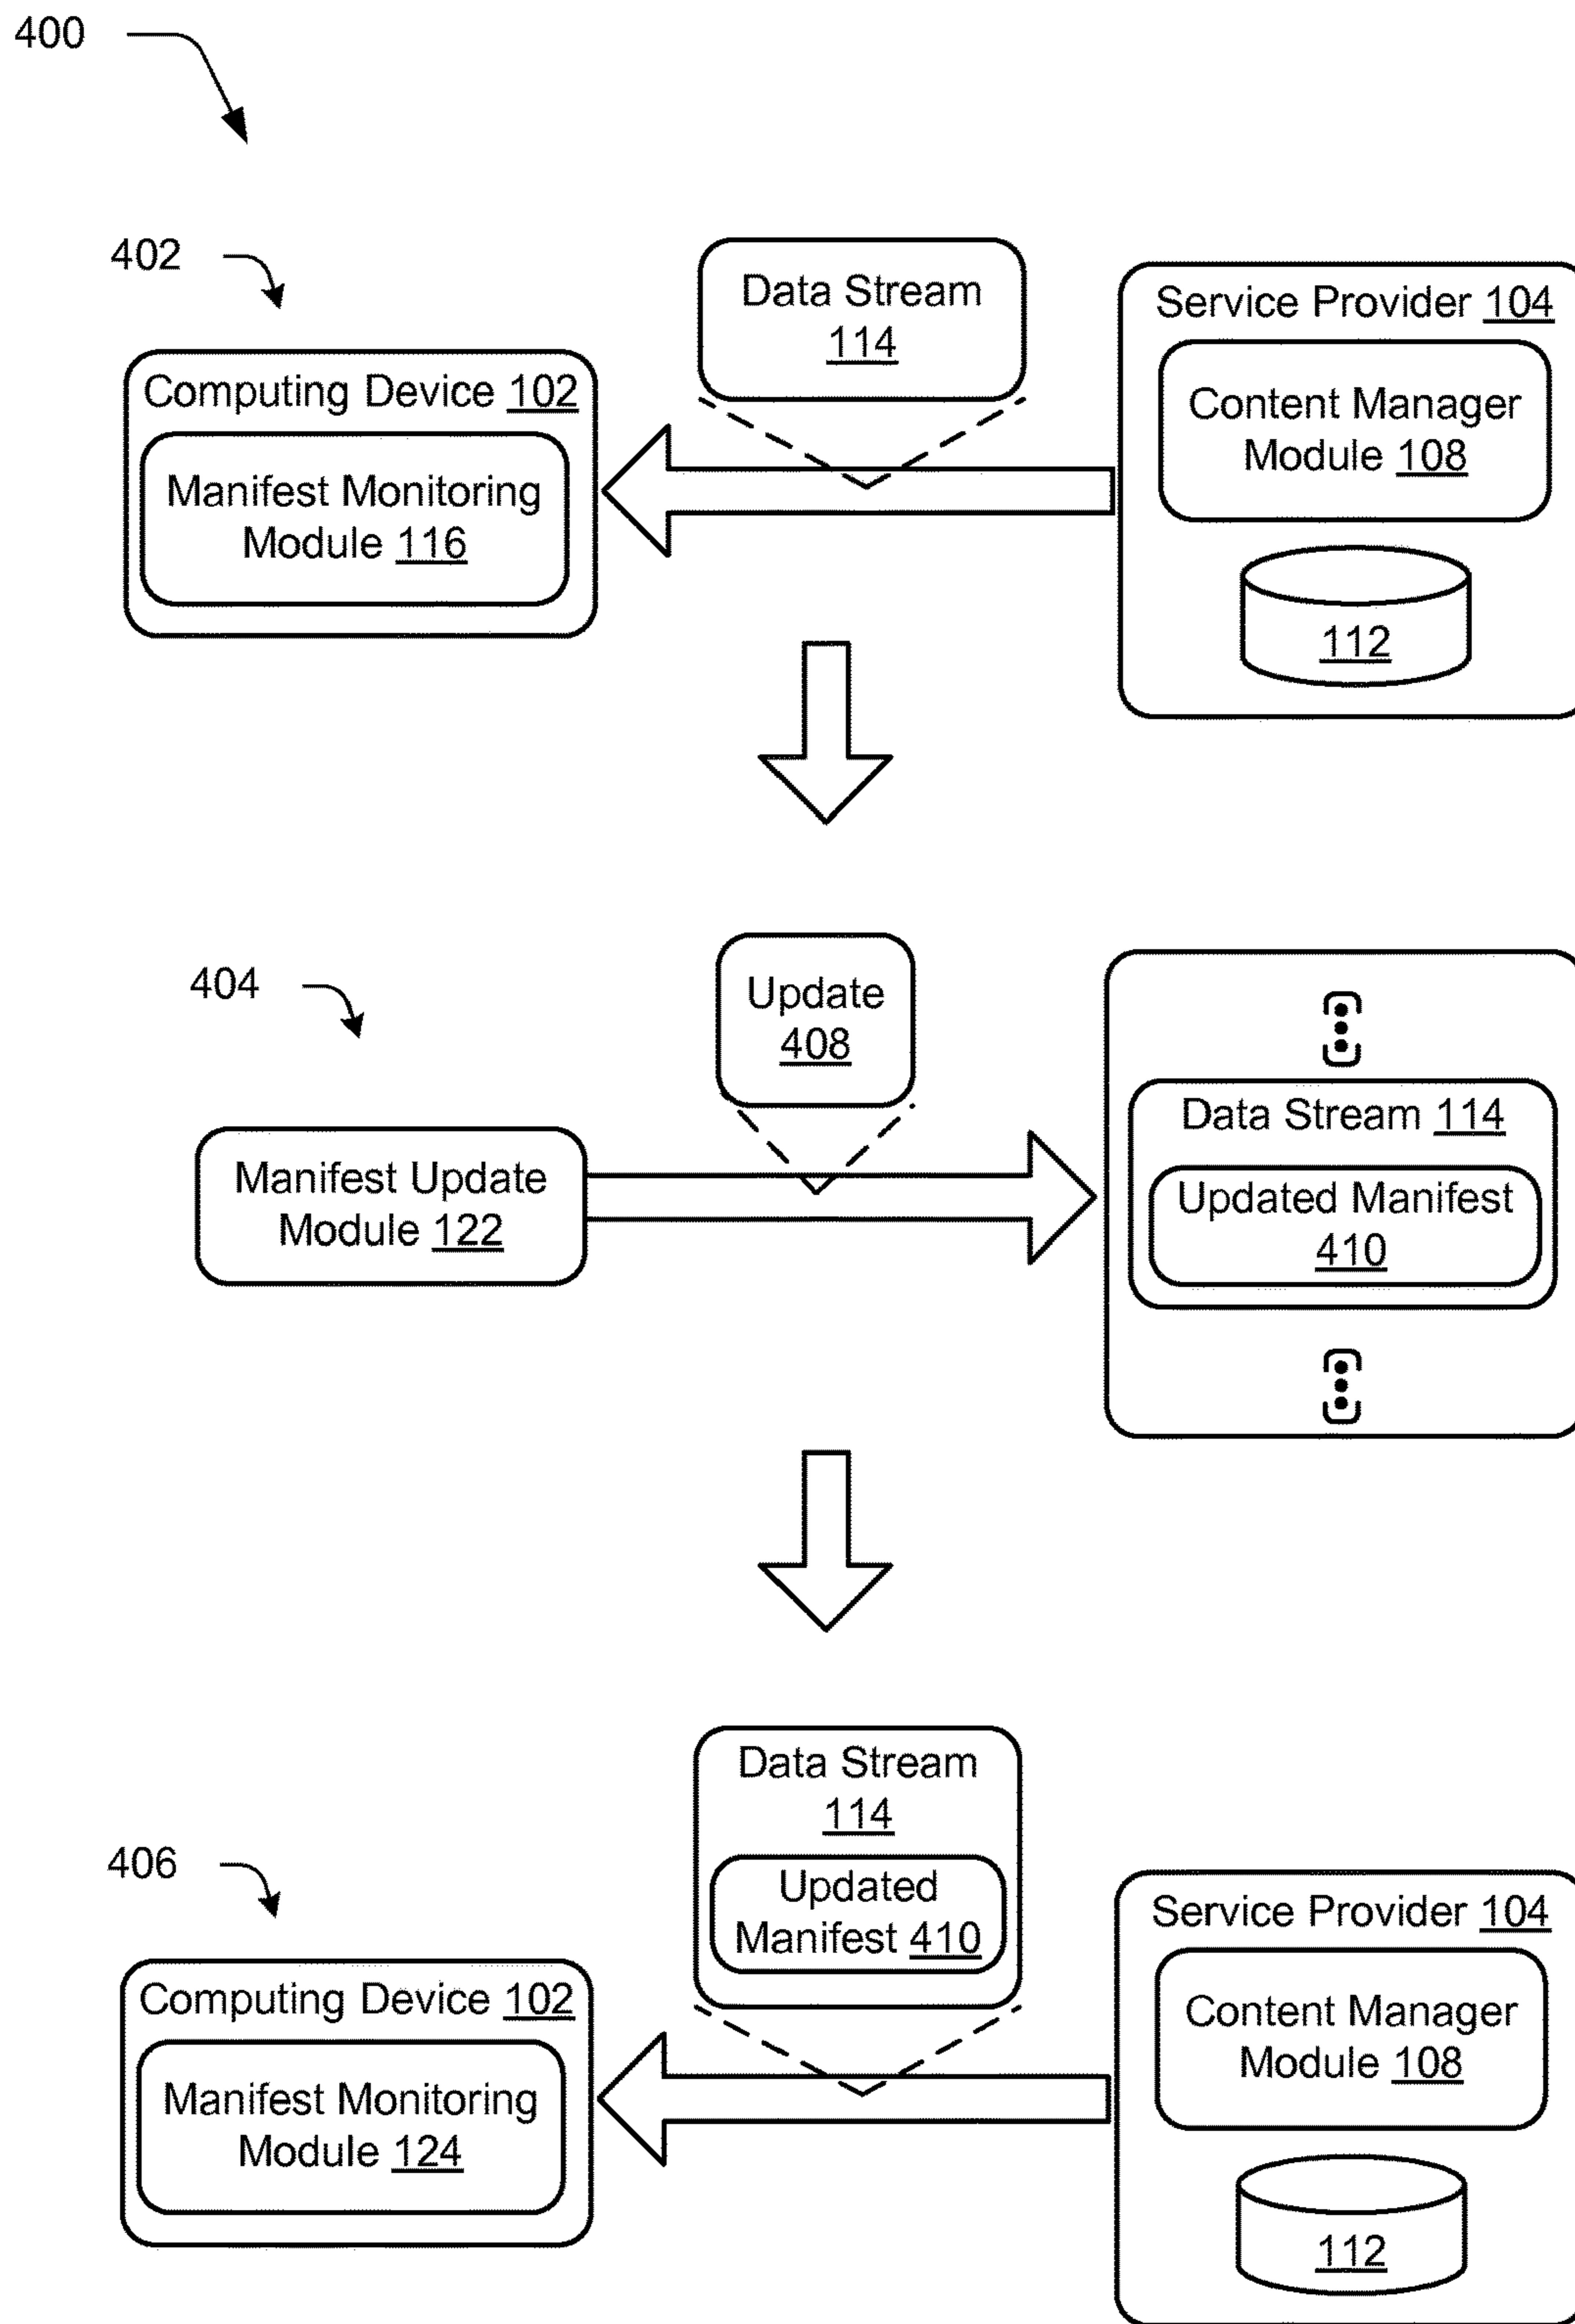 400
402
Data Stream
114
Service Provider 104
Content Manager
Module 108
112
Computing Device 102
Manifest Monitoring
Module 116
404
Update
408
Manifest Update
Module 122
Data Stream 114
Updated Manifest
410
406
Data Stream
114
Updated
Manifest 410
Service Provider 104
Content Manager
Module 108
112
Computing Device 102
Manifest Monitoring
Module 124